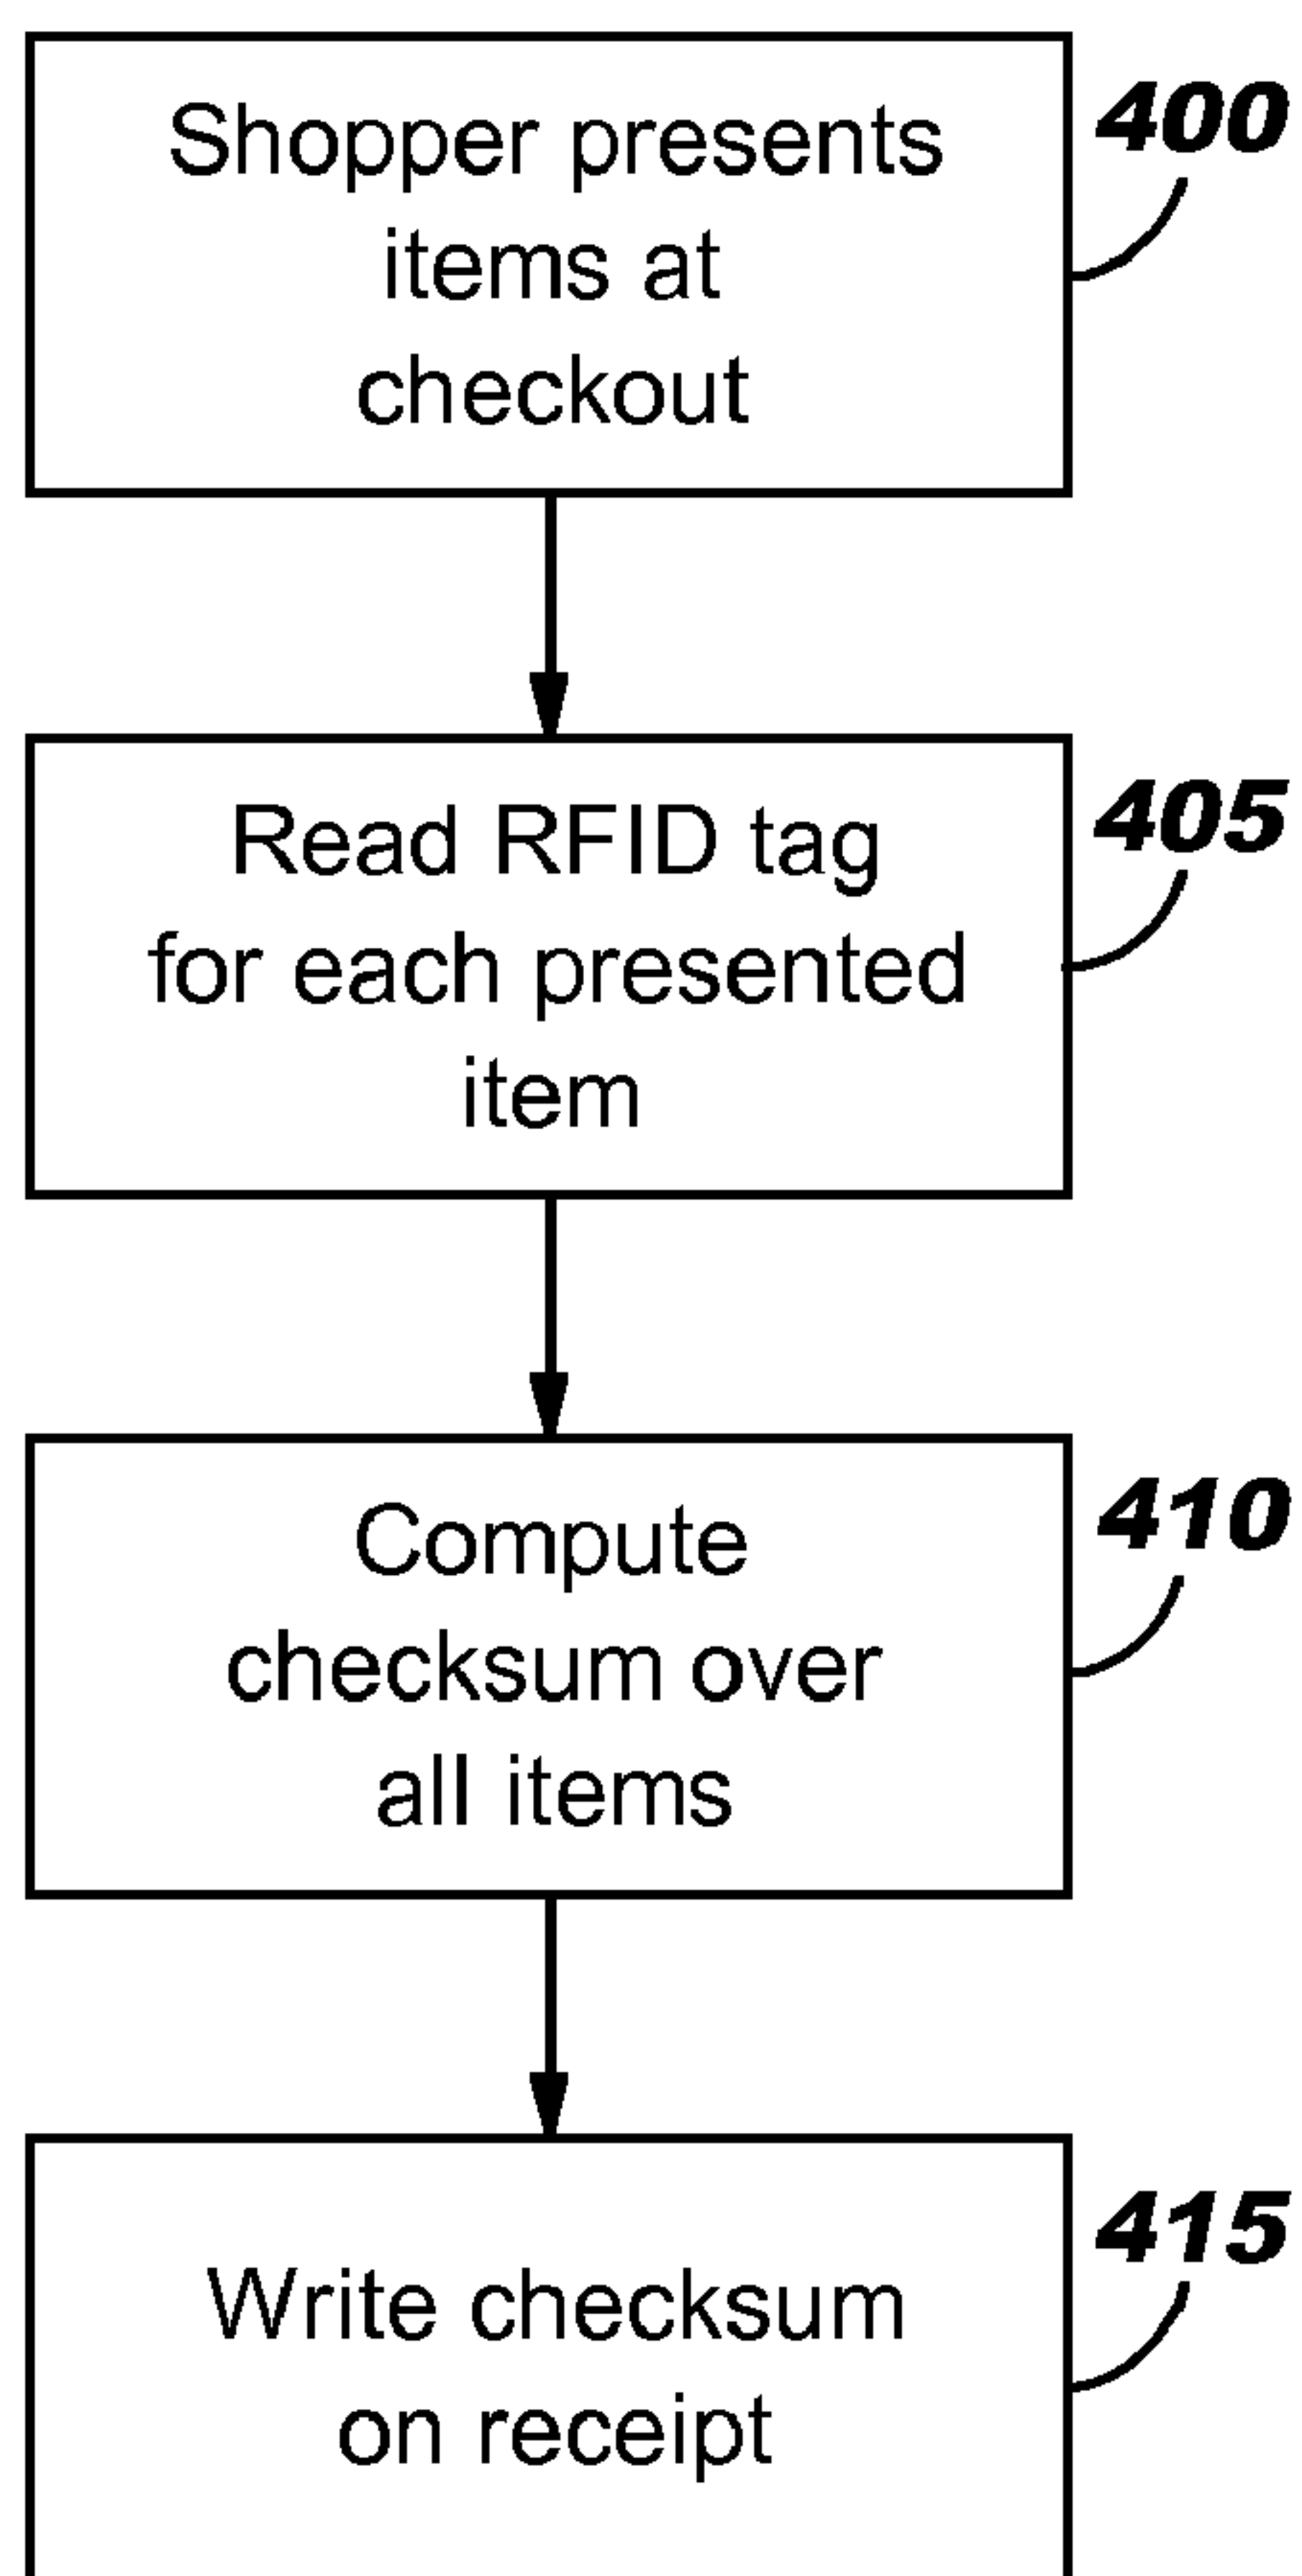 Shopper presents
items at
checkout
400
Read RFID tag
for each presented
item
405
Compute
checksum over
all items
410
Write checksum
on receipt
415